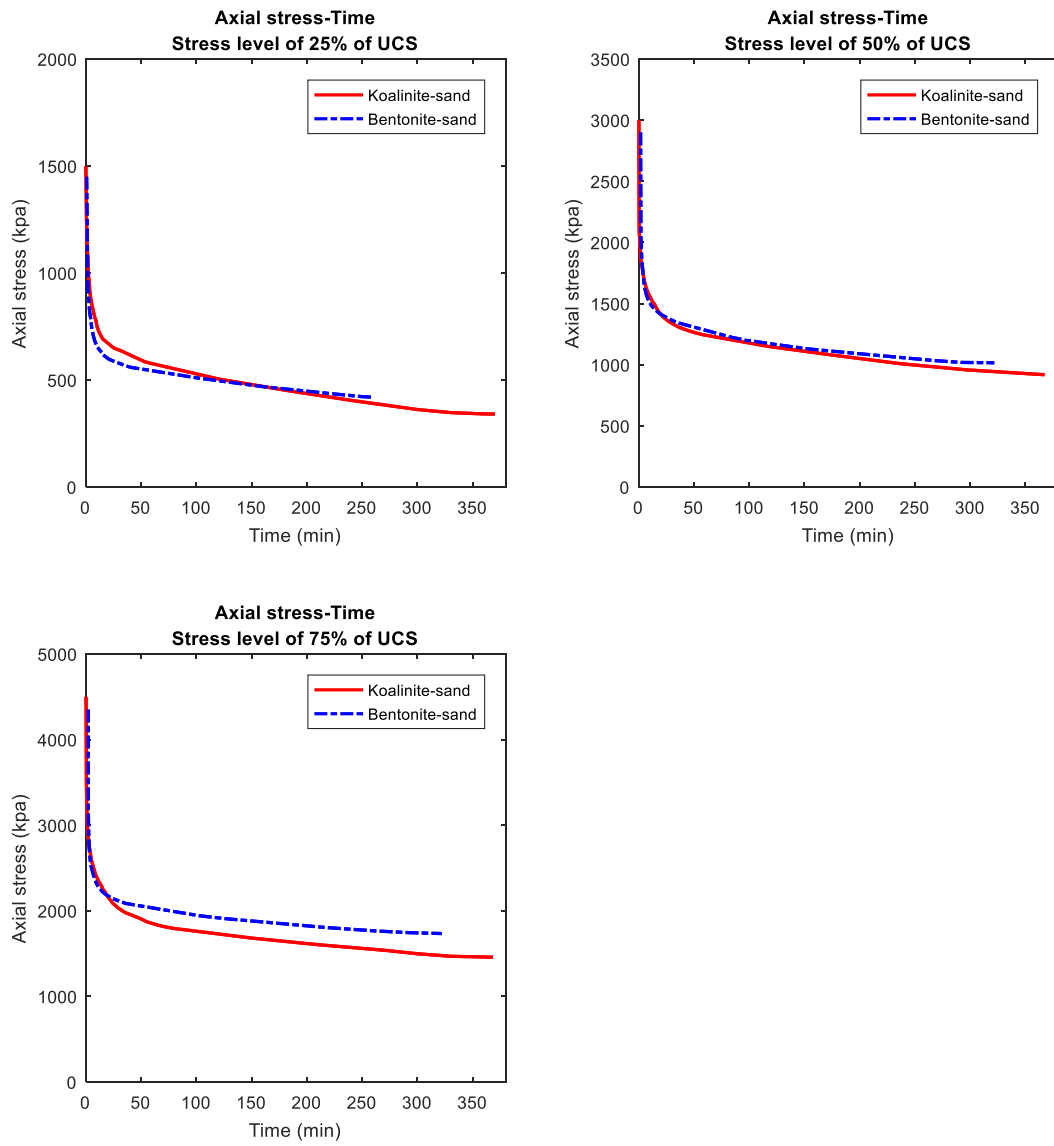 Axial stress-Time
Stress level of 25% of UCS
2000
1500
1000
500
0
Axial stress (kpa)
Koalinite-sand
Bentonite-sand
0 50 100 150 200 250 300 350
Time (min)
Axial stress-Time
Stress level of 50% of UCS
3500
3000
2500
2000
1500
1000
500
0
Axial stress (kpa)
Koalinite-sand
Bentonite-sand
0 50 100 150 200 250 300 350
Time (min)
Axial stress-Time
Stress level of 75% of UCS
5000
4000
3000
2000
1000
0
Axial stress (kpa)
Koalinite-sand
Bentonite-sand
0 50 100 150 200 250 300 350
Time (min)